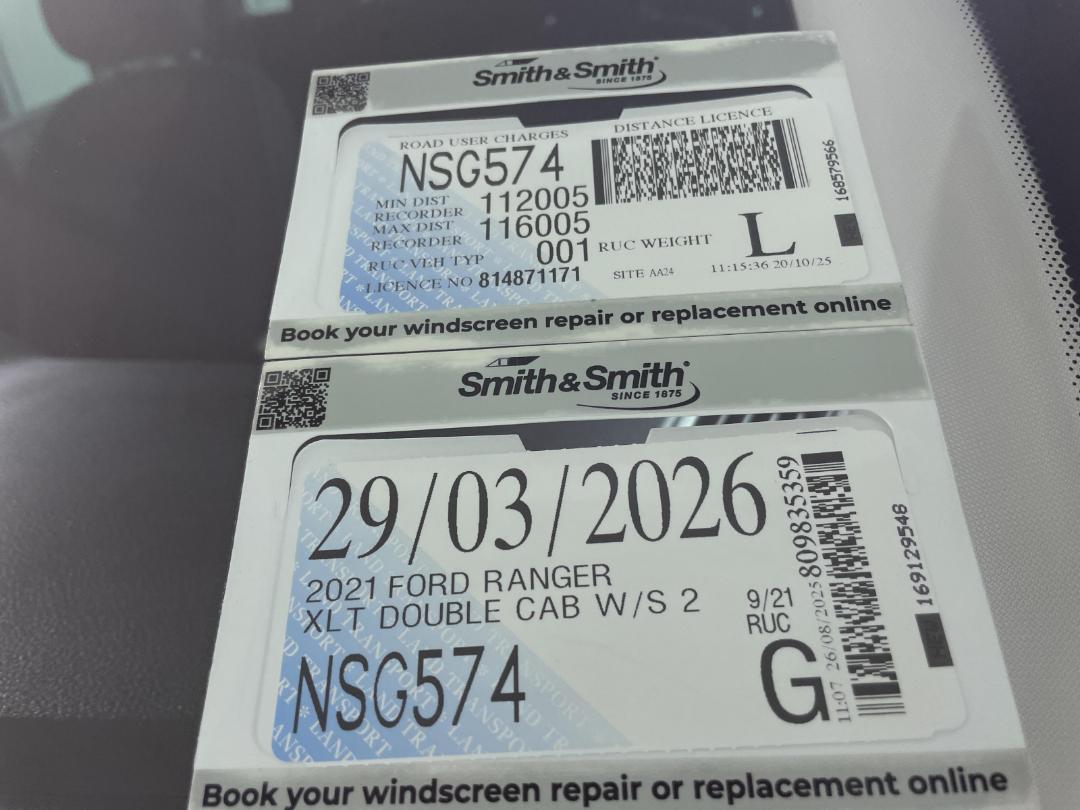 Smith&Smith®
SINCE 1875
ROAD USER CHARGES DISTANCE LICENCE
NSG574
MIN DIST RECORDER 112005
MAX DIST RECORDER 116005
RUC VEH TYP 001
RUC WEIGHT L
LICENCE NO 814871171
SITE AA24 11:15:36 20/10/25
168579566
Book your windscreen repair or replacement online
Smith&Smith®
SINCE 1875
29/03/2026
2021 FORD RANGER
XLT DOUBLE CAB W/S 2
9/21
RUC
NSG574
G
11:07 26/08/2025 809835359
169129548
Book your windscreen repair or replacement online